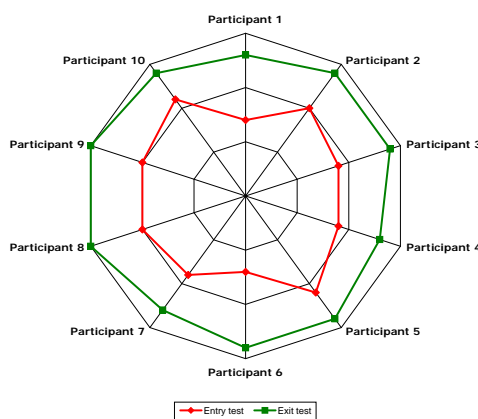 Participant 1
Participant 2
Participant 3
Participant 4
Participant 5
Participant 6
Participant 7
Participant 8
Participant 9
Participant 10
Entry test
Exit test